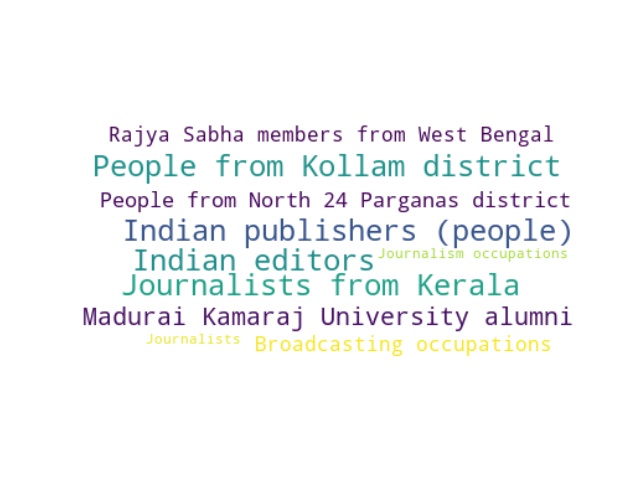 Rajya Sabha members from West Bengal
People from Kollam district
People from North 24 Parganas district
Indian publishers (people)
Indian editors
Journalism occupations
Journalists from Kerala
Madurai Kamaraj University alumni
Journalists
Broadcasting occupations